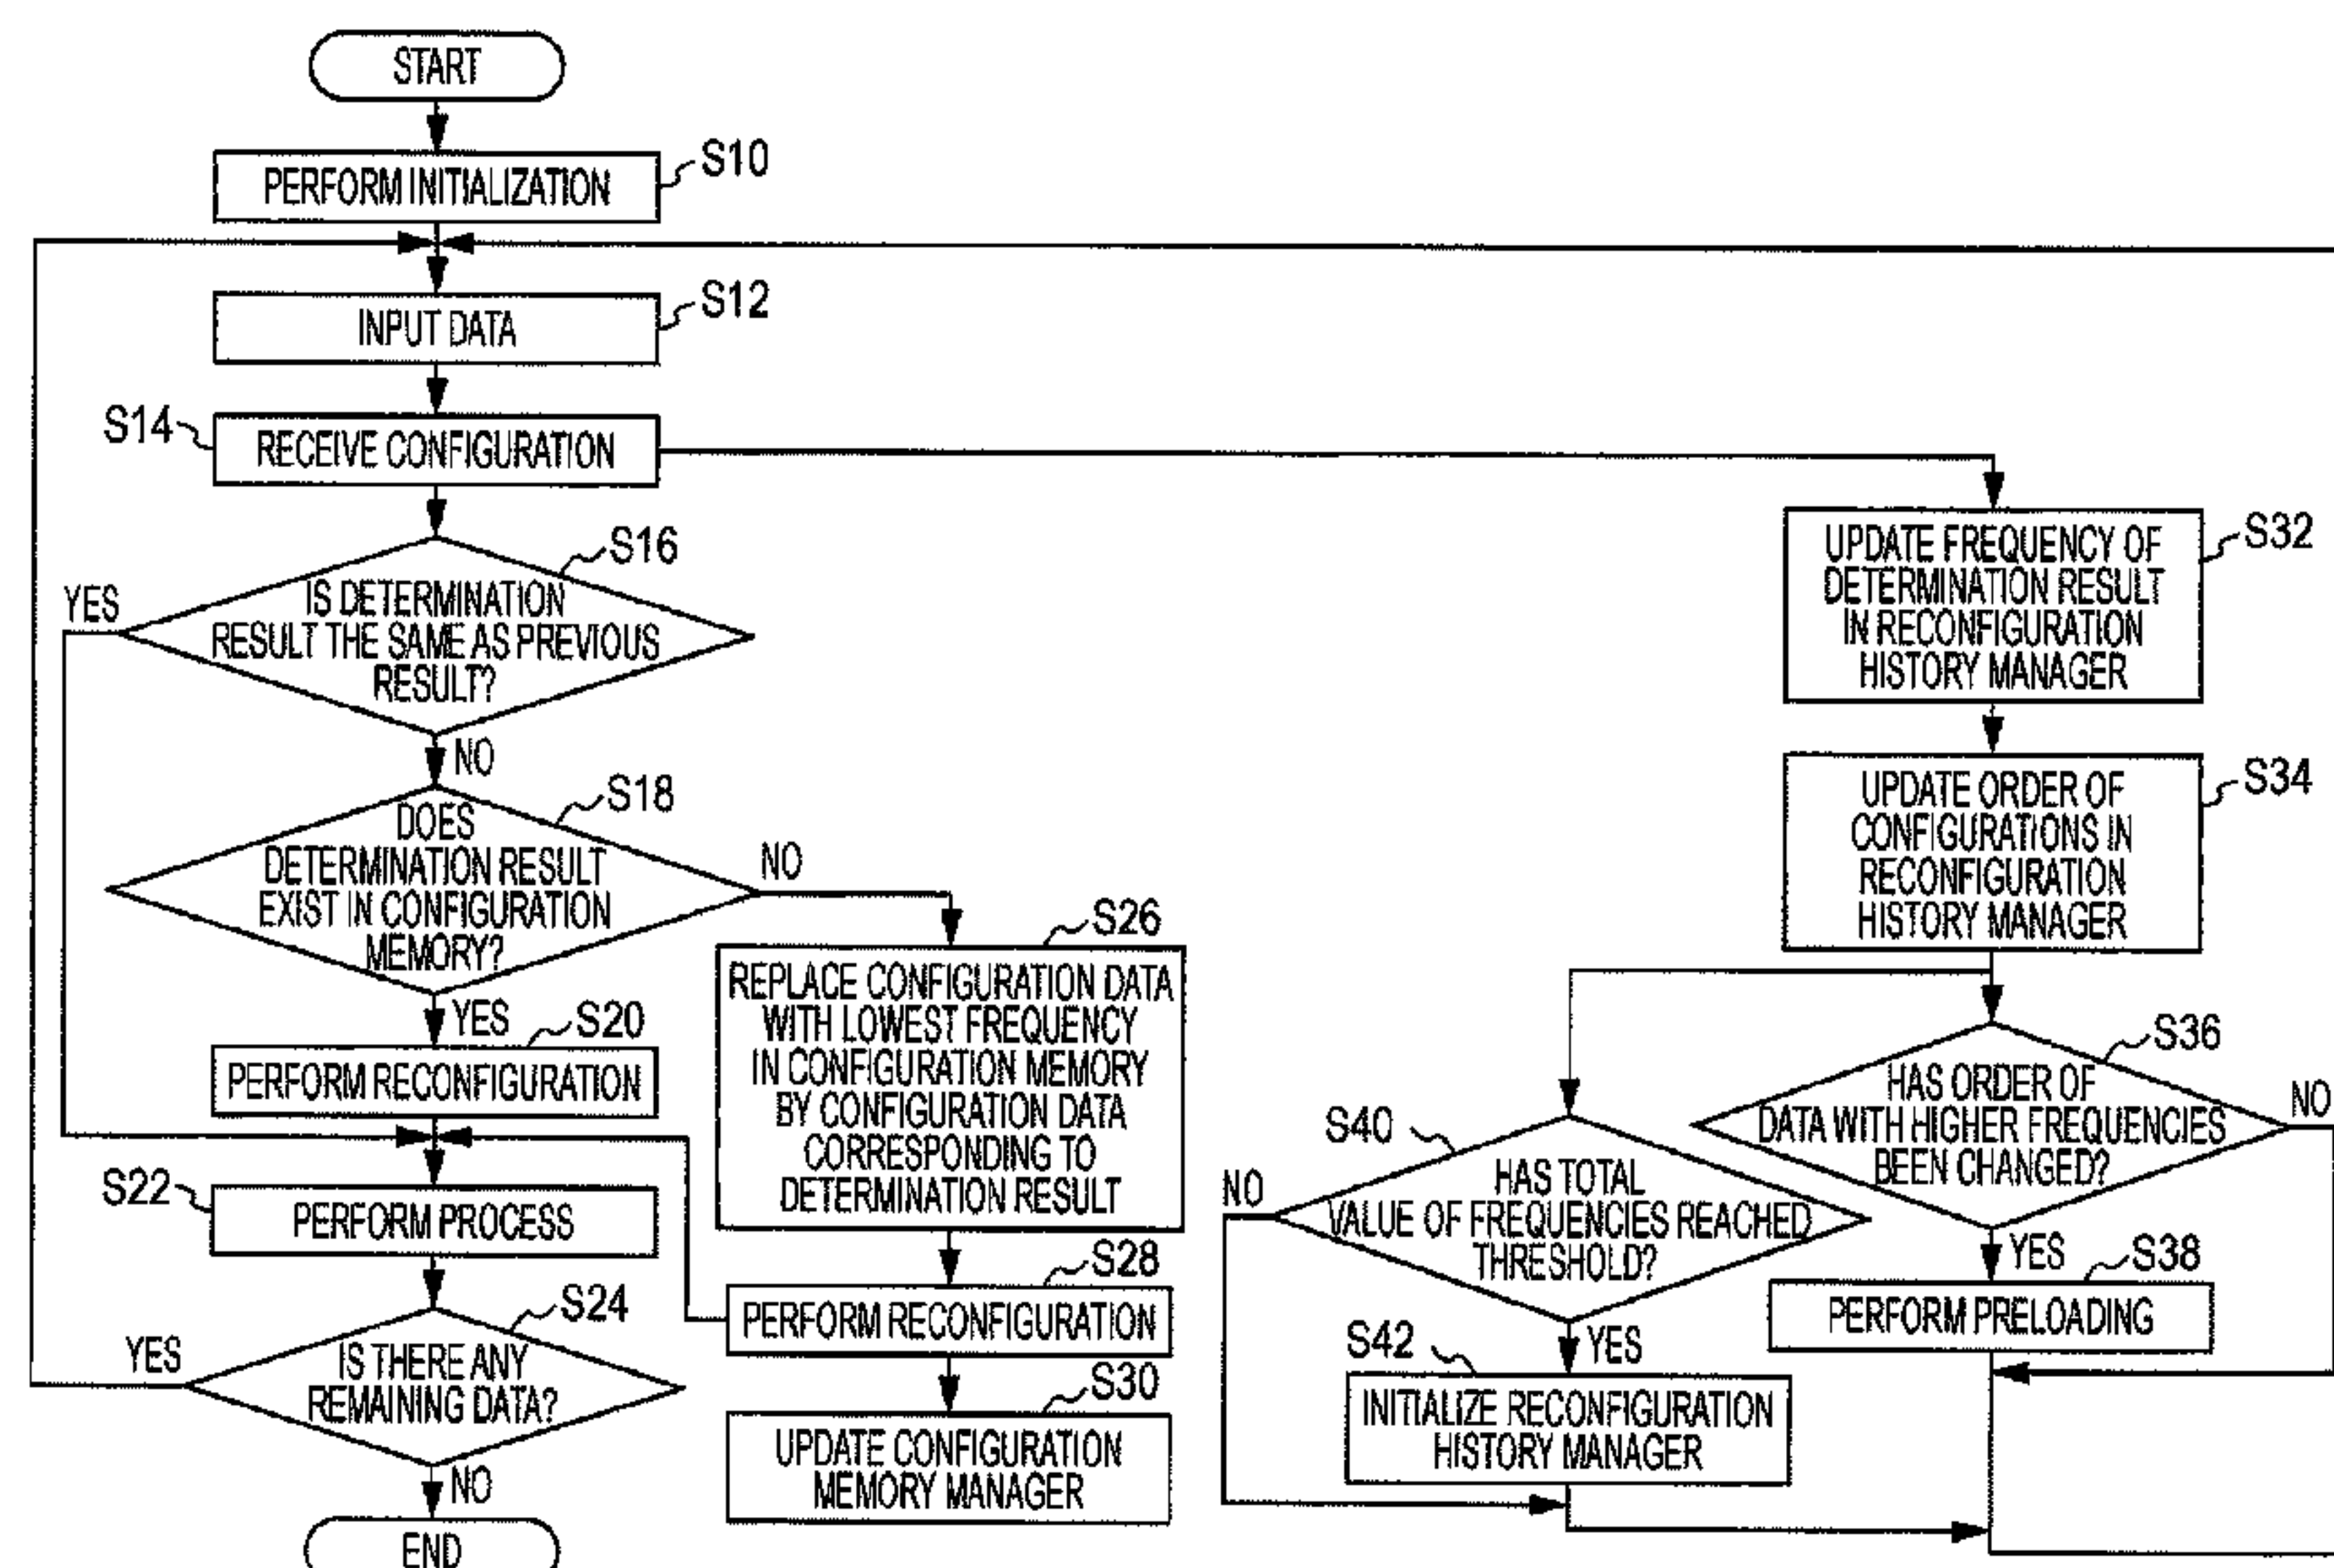 START
PERFORM INITIALIZATION
S10
INPUT DATA
S12
S14
RECEIVE CONFIGURATION
S16
YES
IS DETERMINATION
RESULT THE SAME AS PREVIOUS
RESULT?
NO
S18
DOES
DETERMINATION RESULT
EXIST IN CONFIGURATION
MEMORY?
NO
YES
S20
PERFORM RECONFIGURATION
S22
PERFORM PROCESS
S24
YES
IS THERE ANY
REMAINING DATA?
NO
END
S26
REPLACE CONFIGURATION DATA
WITH LOWEST FREQUENCY
IN CONFIGURATION MEMORY
BY CONFIGURATION DATA
CORRESPONDING TO
DETERMINATION RESULT
S28
PERFORM RECONFIGURATION
S30
UPDATE CONFIGURATION
MEMORY MANAGER
S32
UPDATE FREQUENCY OF
DETERMINATION RESULT
IN RECONFIGURATION
HISTORY MANAGER
S34
UPDATE ORDER OF
CONFIGURATIONS IN
RECONFIGURATION
HISTORY MANAGER
S36
HAS ORDER OF
DATA WITH HIGHER FREQUENCIES
BEEN CHANGED?
NO
YES
S38
PERFORM PRELOADING
S40
NO
HAS TOTAL
VALUE OF FREQUENCIES REACHED
THRESHOLD?
YES
S42
INITIALIZE RECONFIGURATION
HISTORY MANAGER